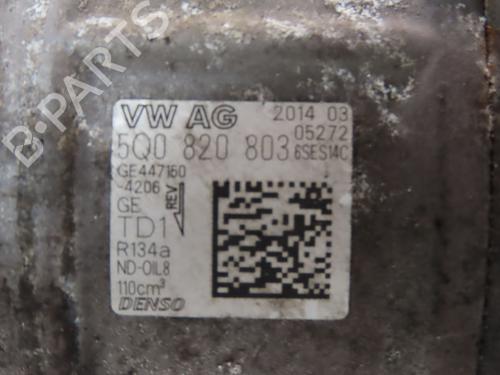 VW AG 2014 03
05272
5Q0 820 803 6SES14C
GE447160
-4206
GE REV
TD1
R134a
ND-OIL8
110cm³
DENSO
B-PARTS